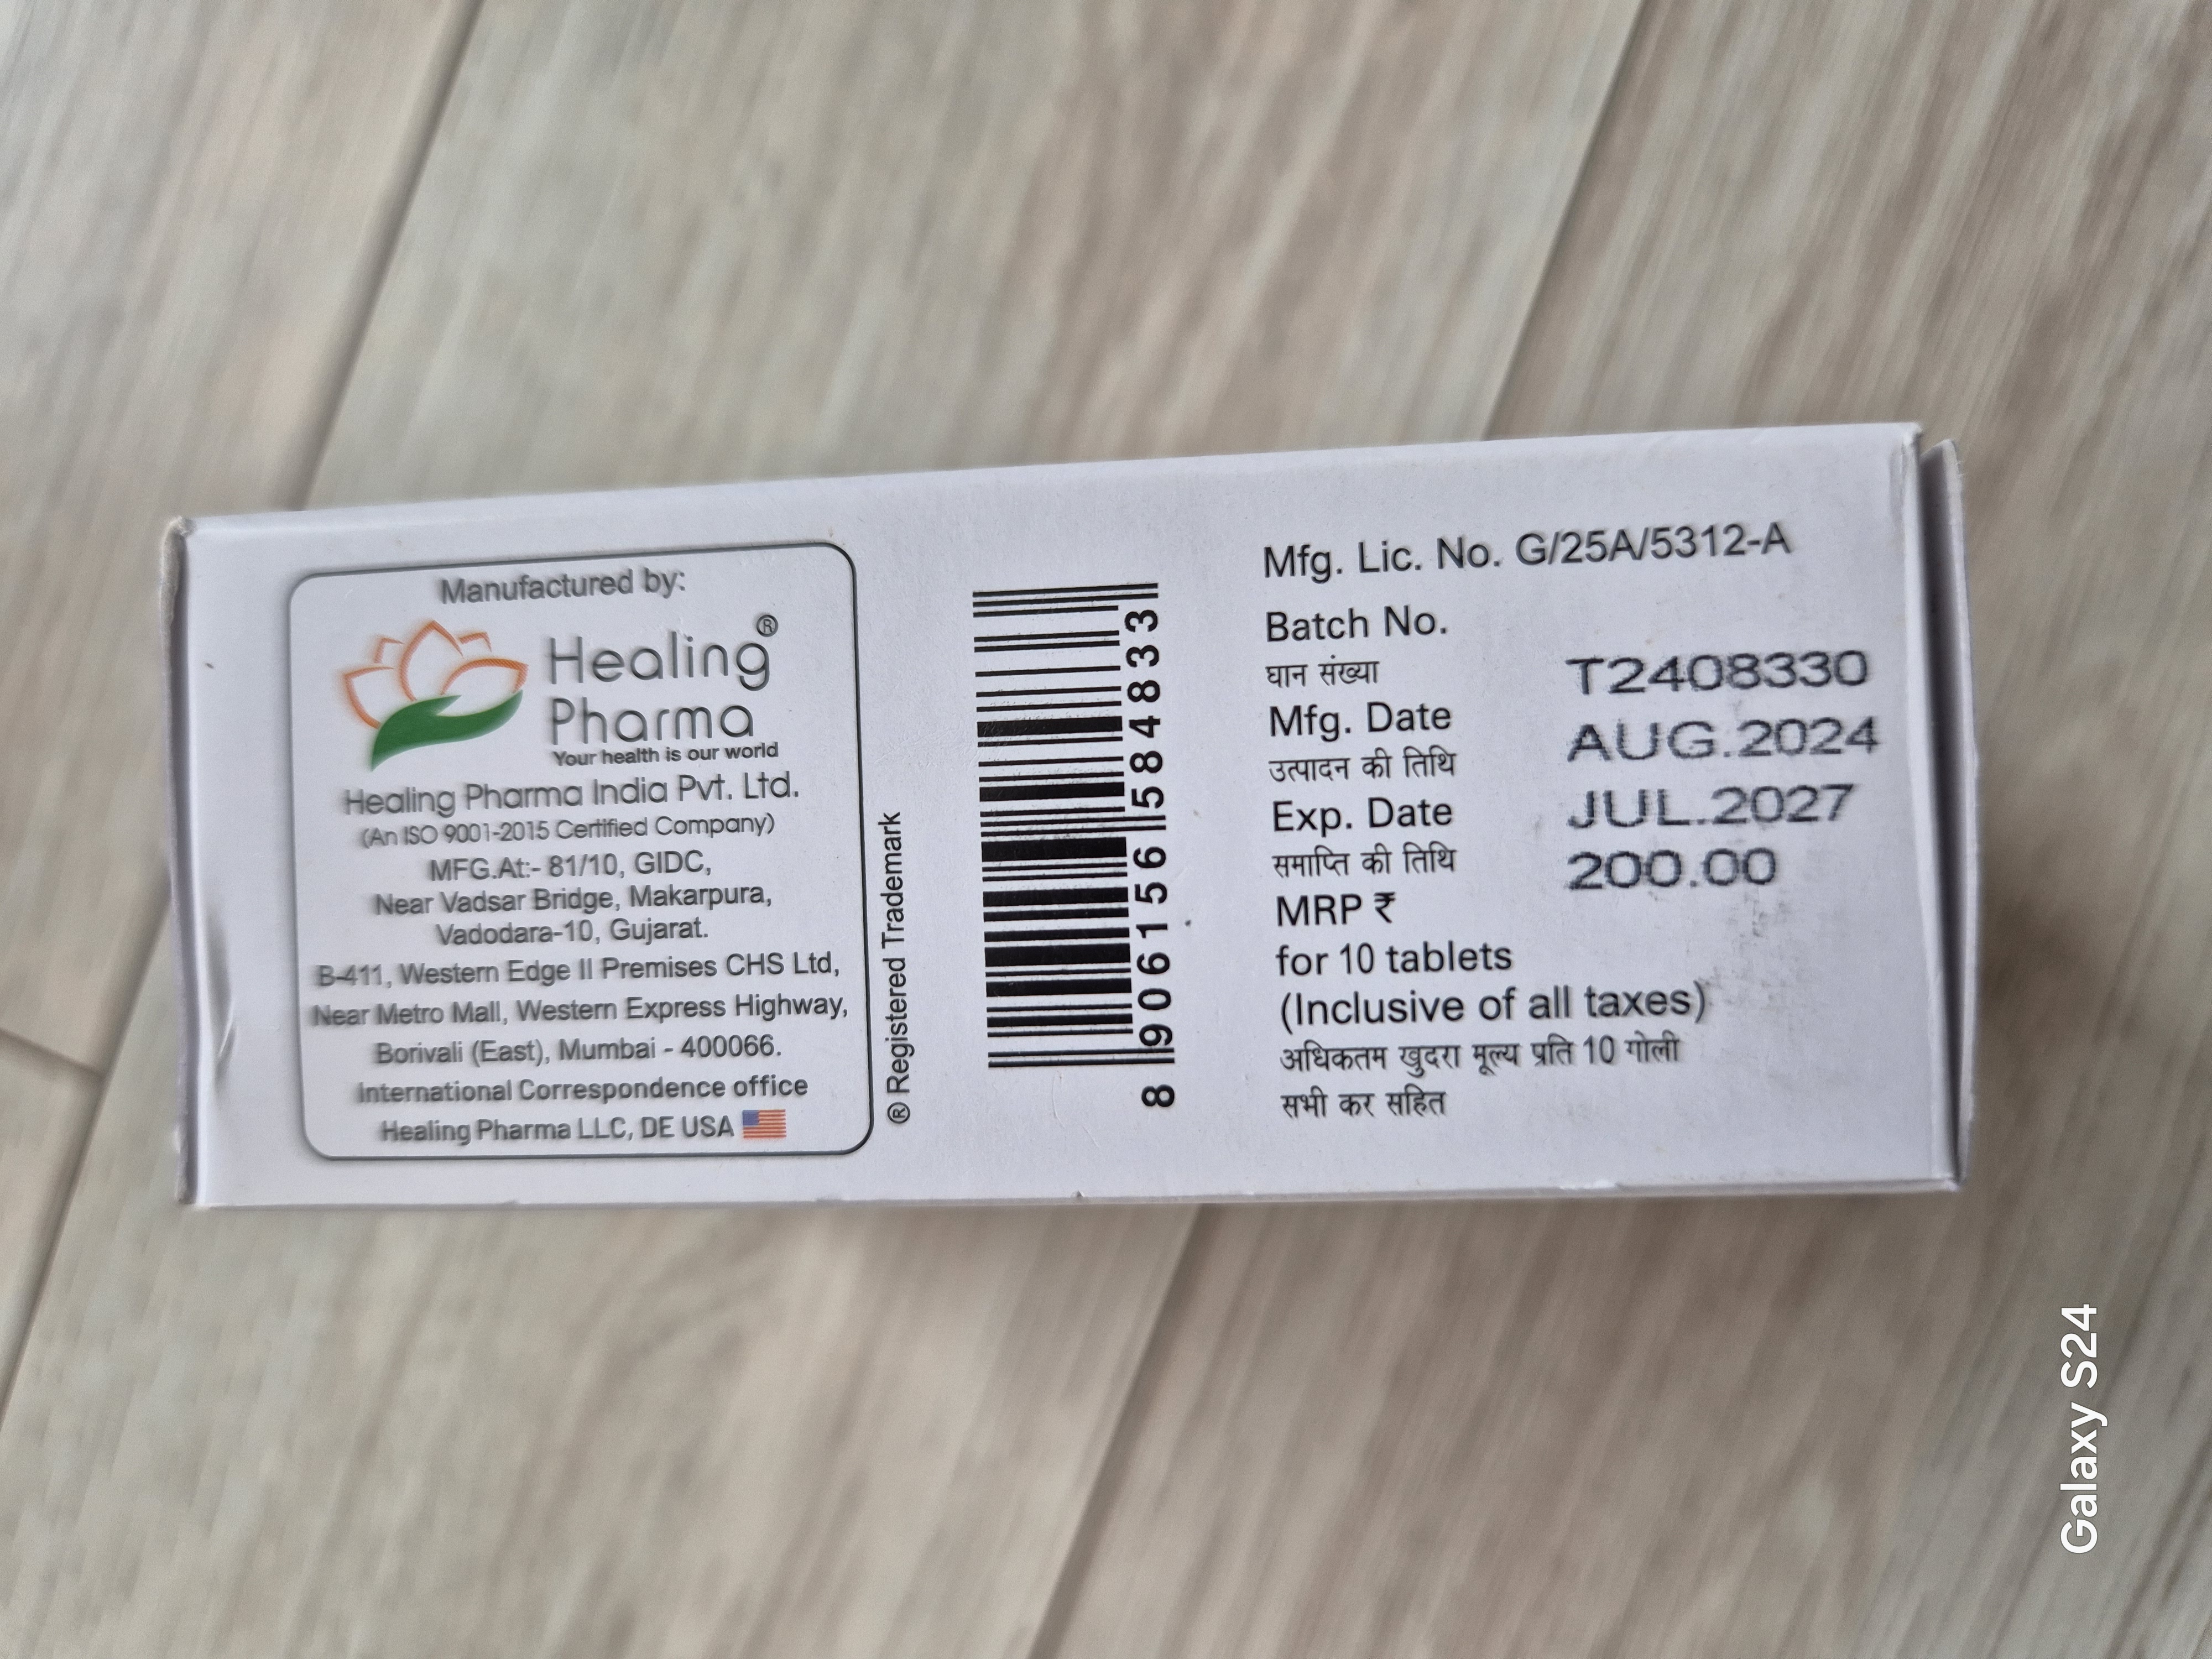 Manufactured by:
Healing®
Pharma
Your health is our world
Healing Pharma India Pvt. Ltd.
(An ISO 9001-2015 Certified Company)
MFG.At:- 81/10, GIDC,
Near Vadsar Bridge, Makarpura,
Vadodara-10, Gujarat.
B-411, Western Edge II Premises CHS Ltd,
Near Metro Mall, Western Express Highway,
Borivali (East), Mumbai - 400066.
International Correspondence office
Healing Pharma LLC, DE USA
® Registered Trademark
8 906156 584833
Mfg. Lic. No. G/25A/5312-A
Batch No.
घान संख्या T2408330
Mfg. Date AUG.2024
उत्पादन की तिथि
Exp. Date JUL.2027
समाप्ति की तिथि 200.00
MRP ₹
for 10 tablets
(Inclusive of all taxes)
अधिकतम खुदरा मूल्य प्रति 10 गोली
सभी कर सहित
Galaxy S24